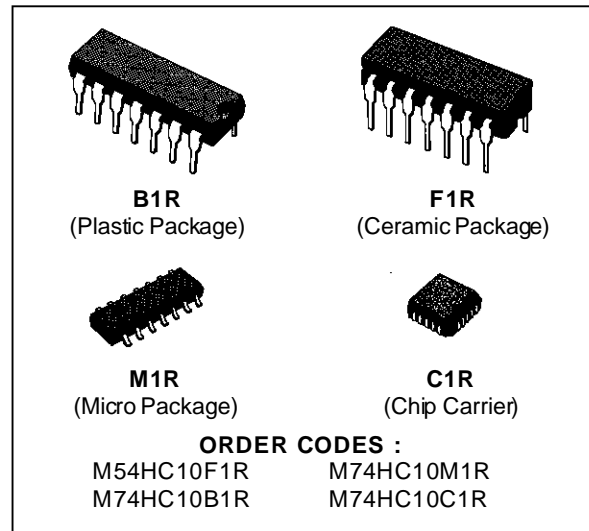 B1R
(Plastic Package)
F1R
(Ceramic Package)
M1R
(Micro Package)
C1R
(Chip Carrier)
ORDER CODES :
M54HC10F1R M74HC10M1R
M74HC10B1R M74HC10C1R